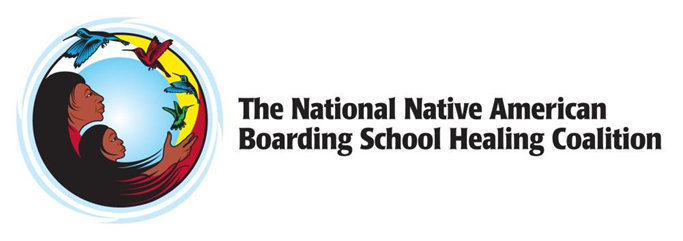 The National Native American
Boarding School Healing Coalition